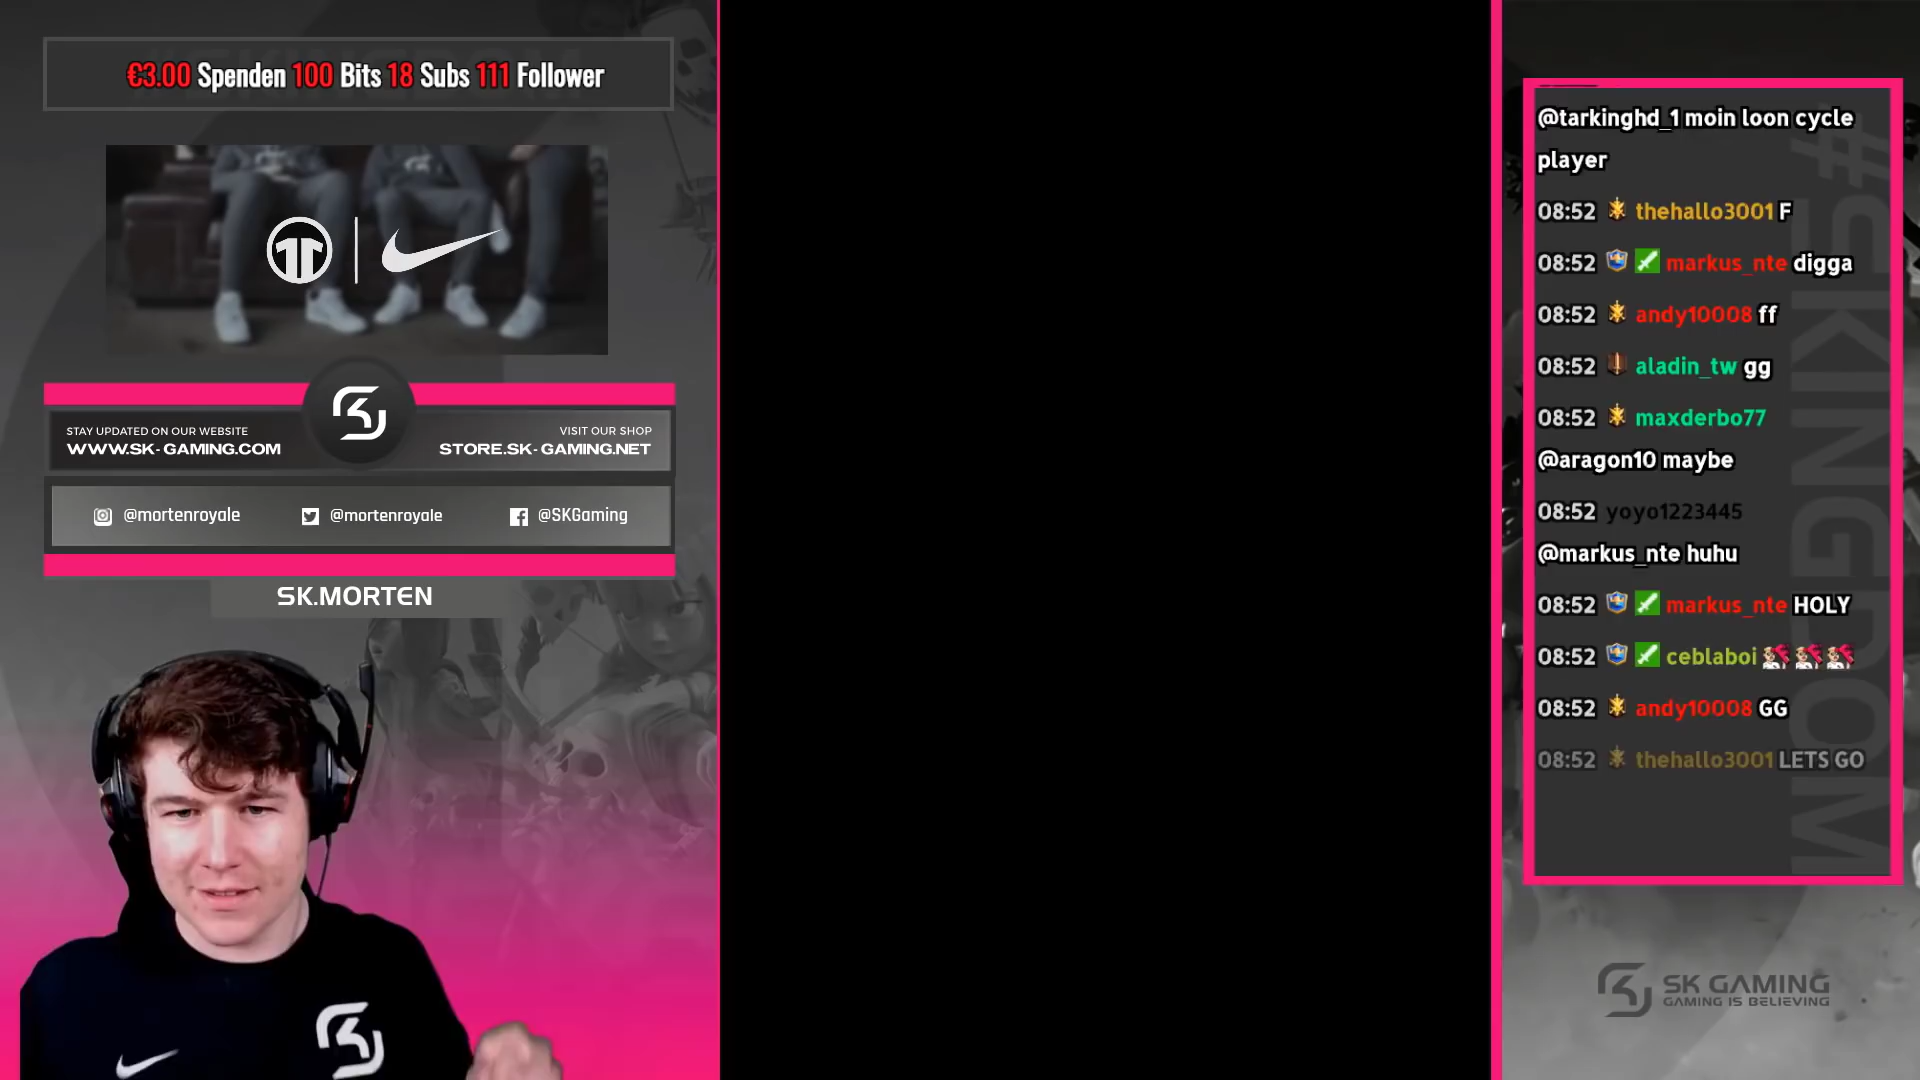 €3.00 Spenden 100 Bits 18 Subs 111 Follower
STAY UPDATED ON OUR WEBSITE
WWW.SK-GAMING.COM
VISIT OUR SHOP
STORE.SK-GAMING.NET
@mortenroyale
@mortenroyale
@SKGaming
SK.MORTEN
@tarkinghd_1 moin loon cycle
player
08:52 thehallo3001 F
08:52 markus_nte digga
08:52 andy10008 ff
08:52 aladin_tw gg
08:52 maxderbo77
@aragon10 maybe
08:52 yoyo1223445
@markus_nte huhu
08:52 markus_nte HOLY
08:52 ceblaboi
08:52 andy10008 GG
08:52 thehallo3001 LETS GO
#SKINGDOM
SK GAMING
GAMING IS BELIEVING